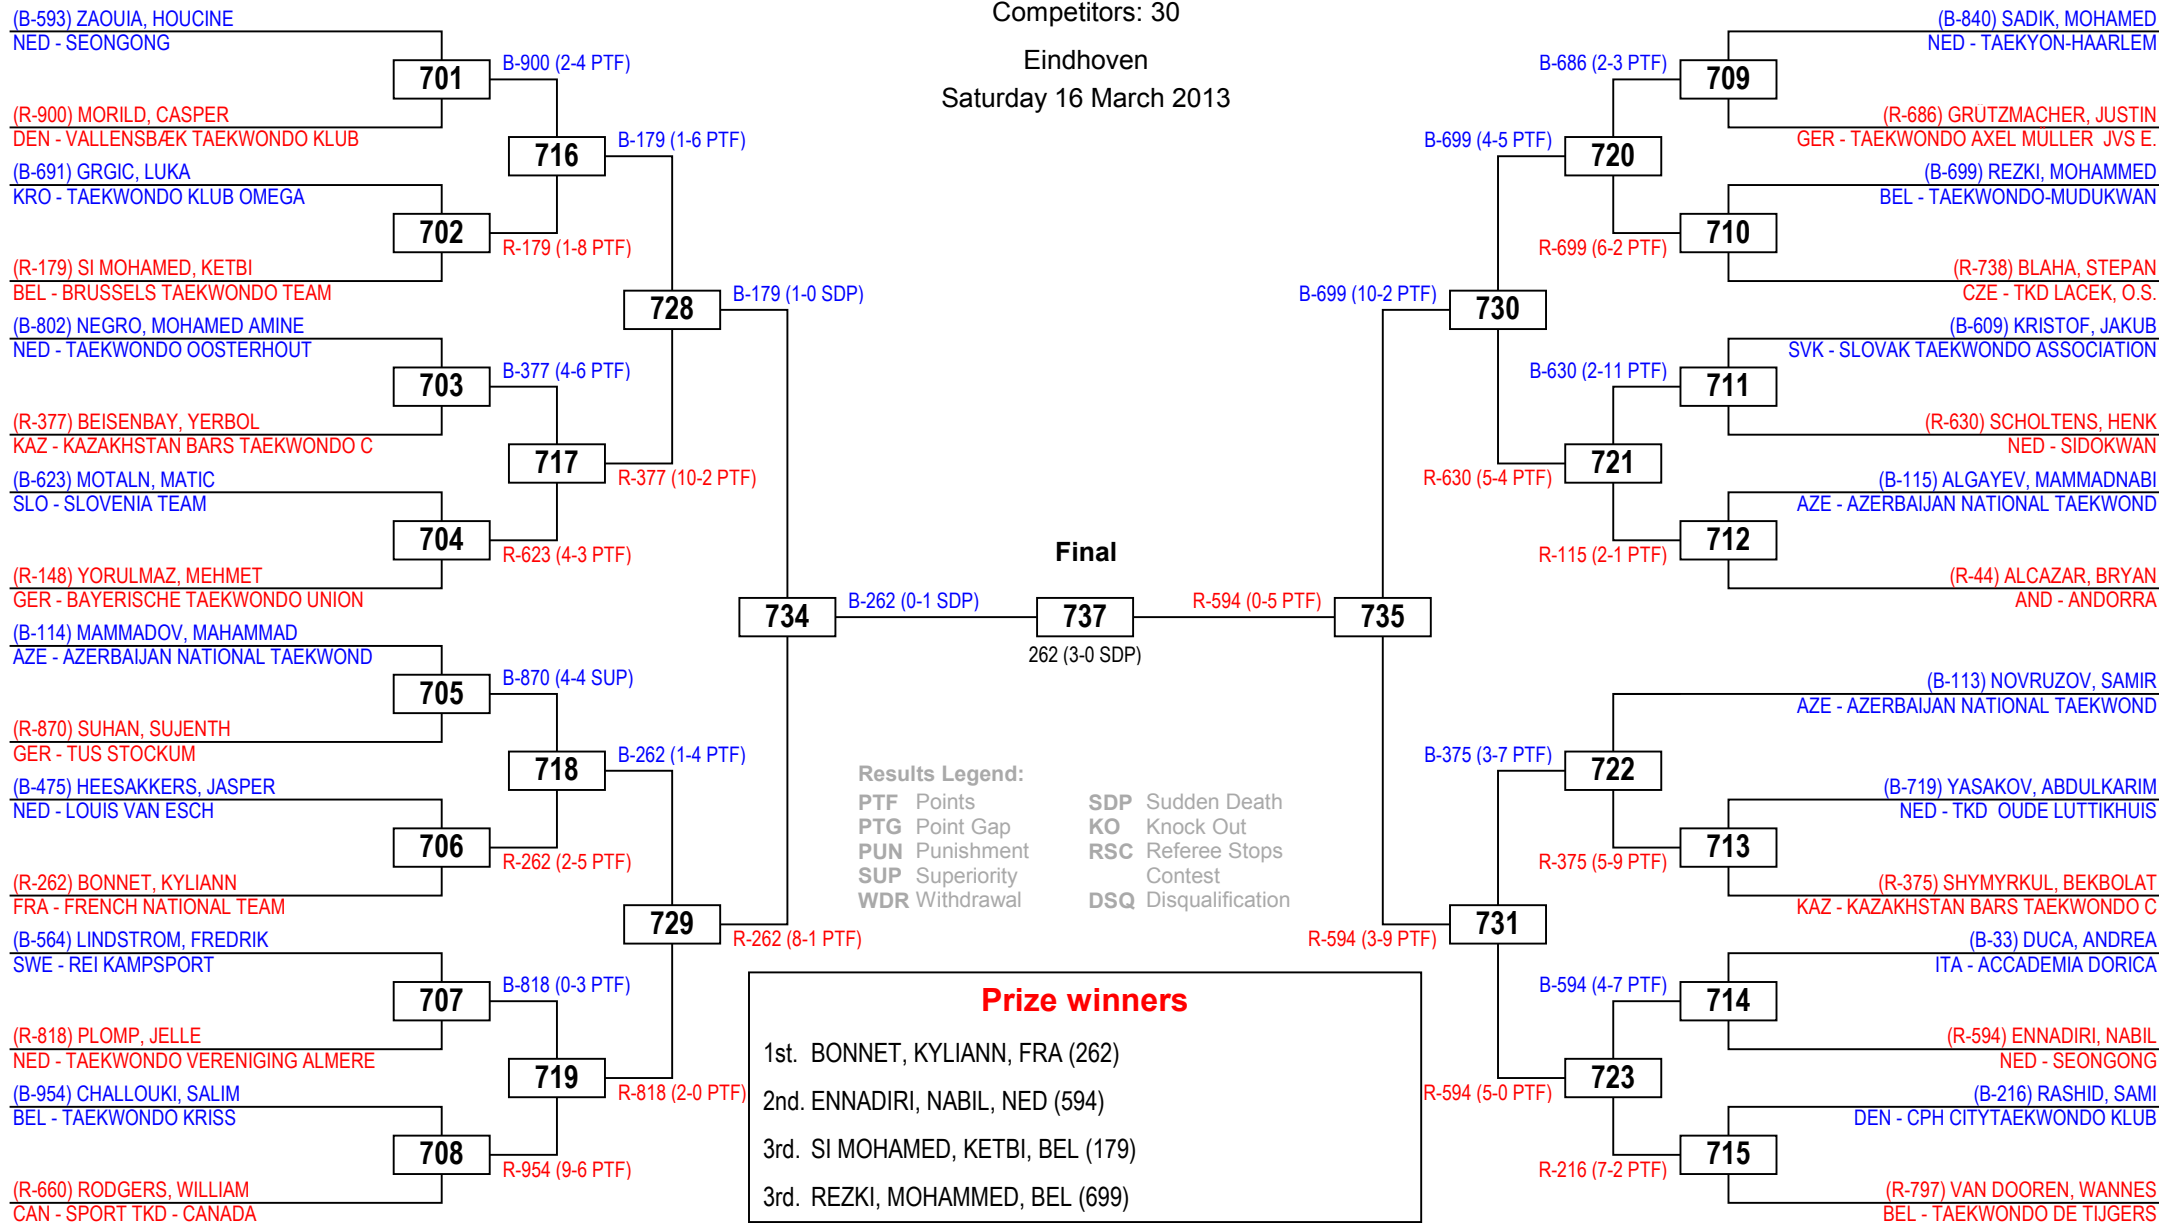 Competitors: 30
Eindhoven
Saturday 16 March 2013
(B-593) ZAOUIA, HOUCINE
NED - SEONGONG
701
B-900 (2-4 PTF)
(R-900) MORILD, CASPER
DEN - VALLENSBÆK TAEKWONDO KLUB
716
B-179 (1-6 PTF)
(B-691) GRGIC, LUKA
KRO - TAEKWONDO KLUB OMEGA
702
R-179 (1-8 PTF)
(R-179) SI MOHAMED, KETBI
BEL - BRUSSELS TAEKWONDO TEAM
728
B-179 (1-0 SDP)
(B-802) NEGRO, MOHAMED AMINE
NED - TAEKWONDO OOSTERHOUT
703
B-377 (4-6 PTF)
(R-377) BEISENBAY, YERBOL
KAZ - KAZAKHSTAN BARS TAEKWONDO C
717
R-377 (10-2 PTF)
(B-623) MOTALN, MATIC
SLO - SLOVENIA TEAM
704
R-623 (4-3 PTF)
(R-148) YORULMAZ, MEHMET
GER - BAYERISCHE TAEKWONDO UNION
734
B-262 (0-1 SDP)
(B-114) MAMMADOV, MAHAMMAD
AZE - AZERBAIJAN NATIONAL TAEKWOND
705
B-870 (4-4 SUP)
(R-870) SUHAN, SUJENTH
GER - TUS STOCKUM
718
B-262 (1-4 PTF)
(B-475) HEESAKKERS, JASPER
NED - LOUIS VAN ESCH
706
R-262 (2-5 PTF)
(R-262) BONNET, KYLIANN
FRA - FRENCH NATIONAL TEAM
729
R-262 (8-1 PTF)
(B-564) LINDSTROM, FREDRIK
SWE - REI KAMPSPORT
707
B-818 (0-3 PTF)
(R-818) PLOMP, JELLE
NED - TAEKWONDO VERENIGING ALMERE
719
R-818 (2-0 PTF)
(B-954) CHALLOUKI, SALIM
BEL - TAEKWONDO KRISS
708
R-954 (9-6 PTF)
(R-660) RODGERS, WILLIAM
CAN - SPORT TKD - CANADA
Final
737
262 (3-0 SDP)
Results Legend:
PTF Points SDP Sudden Death
PTG Point Gap KO Knock Out
PUN Punishment RSC Referee Stops
SUP Superiority Contest
WDR Withdrawal DSQ Disqualification
Prize winners
1st. BONNET, KYLIANN, FRA (262)
2nd. ENNADIRI, NABIL, NED (594)
3rd. SI MOHAMED, KETBI, BEL (179)
3rd. REZKI, MOHAMMED, BEL (699)
(B-840) SADIK, MOHAMED
NED - TAEKYON-HAARLEM
B-686 (2-3 PTF)
709
(R-686) GRÜTZMACHER, JUSTIN
GER - TAEKWONDO AXEL MÜLLER JVS E.
B-699 (4-5 PTF)
720
(B-699) REZKI, MOHAMMED
BEL - TAEKWONDO-MUDUKWAN
R-699 (6-2 PTF)
710
(R-738) BLAHA, STEPAN
CZE - TKD LACEK, O.S.
B-699 (10-2 PTF)
730
(B-609) KRISTOF, JAKUB
SVK - SLOVAK TAEKWONDO ASSOCIATION
B-630 (2-11 PTF)
711
(R-630) SCHOLTENS, HENK
NED - SIDOKWAN
R-630 (5-4 PTF)
721
(B-115) ALGAYEV, MAMMADNABI
AZE - AZERBAIJAN NATIONAL TAEKWOND
R-115 (2-1 PTF)
712
(R-44) ALCAZAR, BRYAN
AND - ANDORRA
R-594 (0-5 PTF)
735
(B-113) NOVRUZOV, SAMIR
AZE - AZERBAIJAN NATIONAL TAEKWOND
B-375 (3-7 PTF)
722
(B-719) YASAKOV, ABDULKARIM
NED - TKD OUDE LUTTIKHUIS
R-375 (5-9 PTF)
713
(R-375) SHYMYRKUL, BEKBOLAT
KAZ - KAZAKHSTAN BARS TAEKWONDO C
R-594 (3-9 PTF)
731
(B-33) DUCA, ANDREA
ITA - ACCADEMIA DORICA
B-594 (4-7 PTF)
714
(R-594) ENNADIRI, NABIL
NED - SEONGONG
R-594 (5-0 PTF)
723
(B-216) RASHID, SAMI
DEN - CPH CITYTAEKWONDO KLUB
R-216 (7-2 PTF)
715
(R-797) VAN DOOREN, WANNES
BEL - TAEKWONDO DE TIJGERS